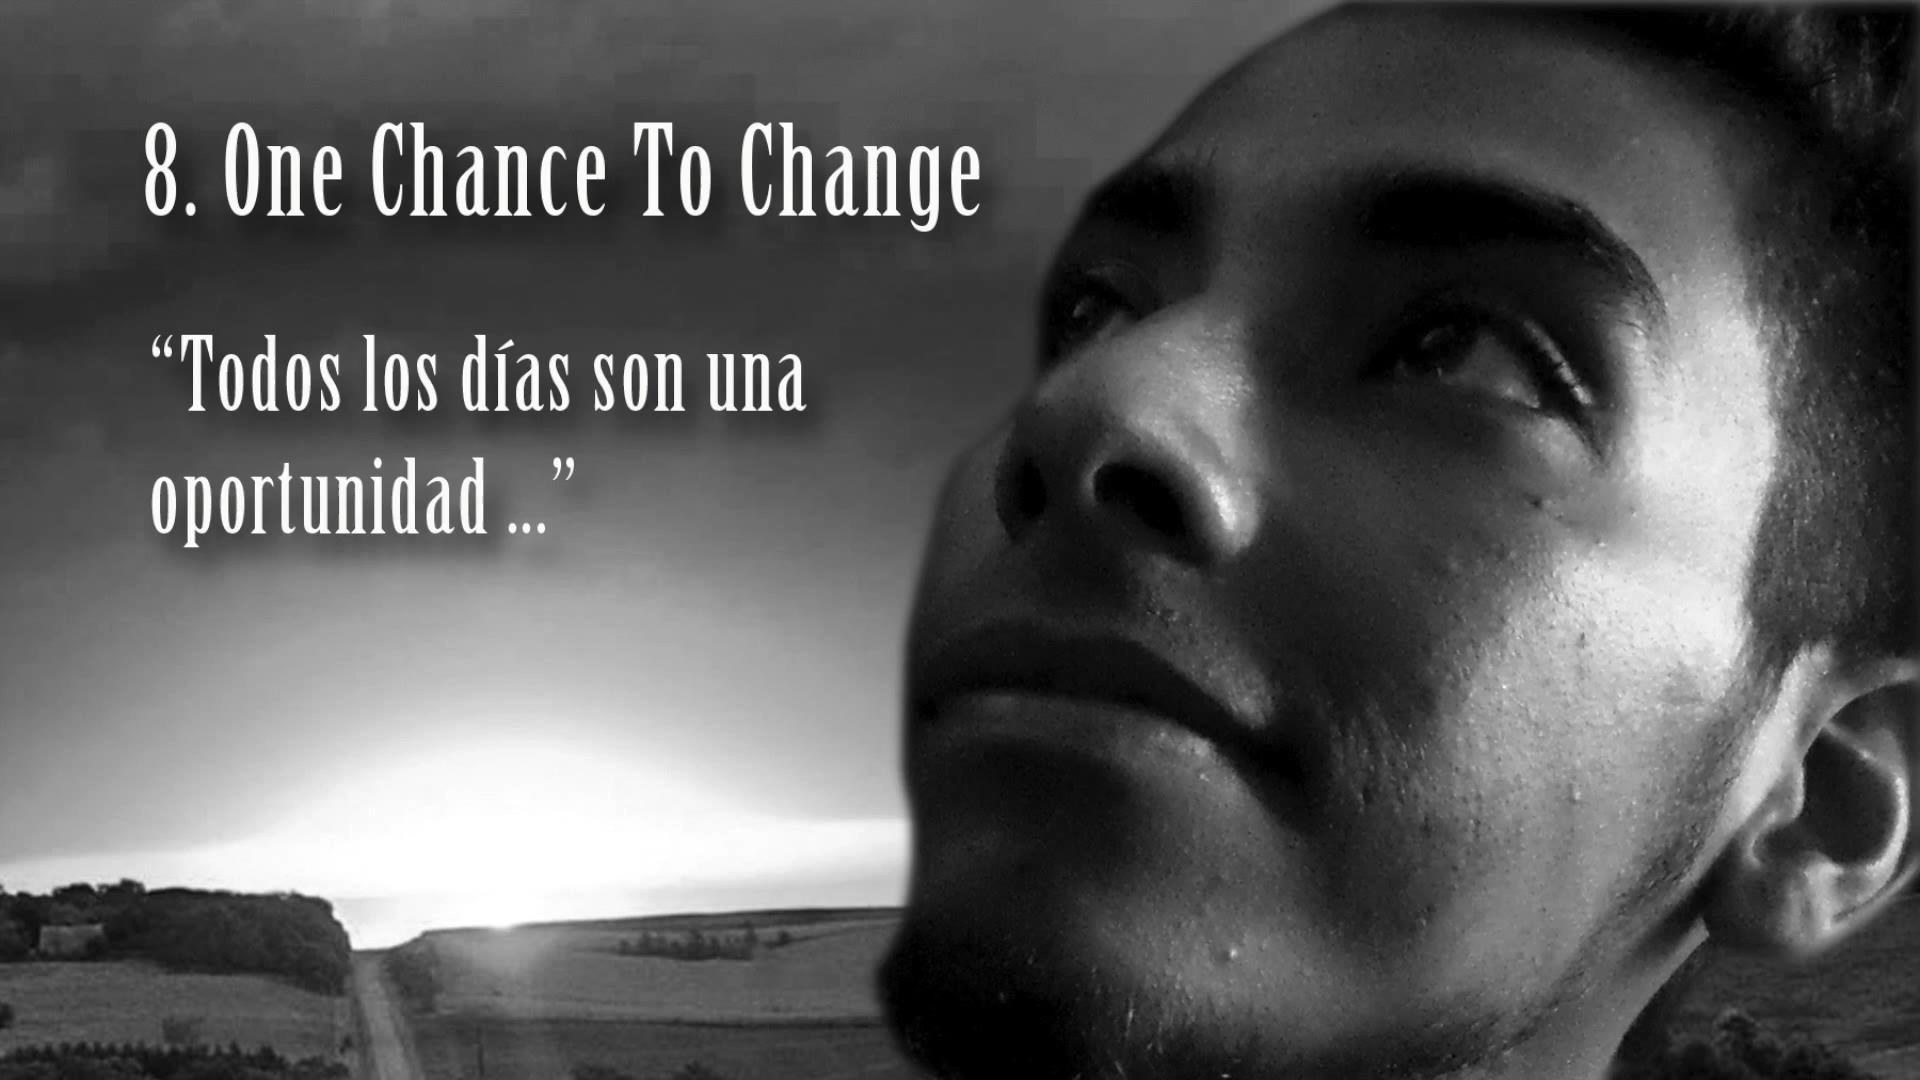 8. One Chance To Change
“Todos los días son una
oportunidad ...”